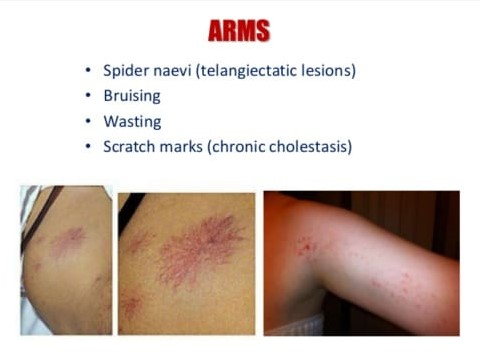 ARMS
• Spider naevi (telangiectatic lesions)
• Bruising
• Wasting
• Scratch marks (chronic cholestasis)